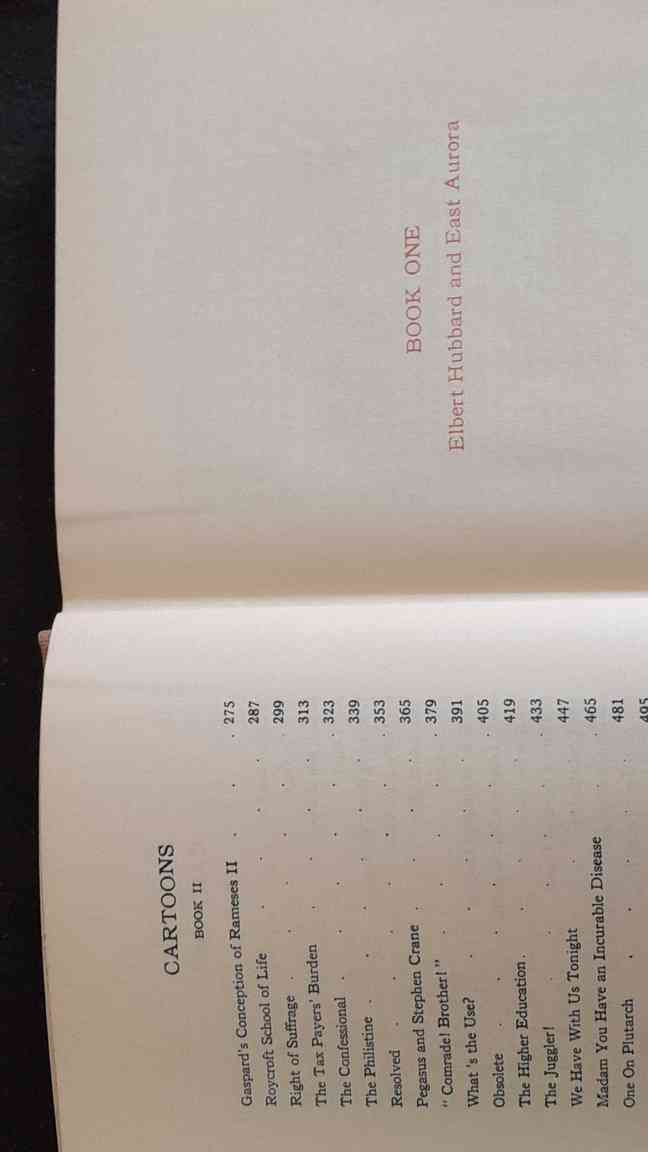 CARTOONS
BOOK II
Gaspard's Conception of Rameses II . . . . 275
Roycroft School of Life . . . . . 287
Right of Suffrage . . . . . . 299
The Tax Payers' Burden . . . . . 313
The Confessional . . . . . . 323
The Philistine . . . . . . . 339
Resolved . . . . . . . 353
Pegasus and Stephen Crane . . . . . 365
" Comrade! Brother! " . . . . . 379
What 's the Use? . . . . . . 391
Obsolete . . . . . . . 405
The Higher Education . . . . . 419
The Juggler! . . . . . . 433
We Have With Us Tonight . . . . 447
Madam You Have an Incurable Disease . . 465
One On Plutarch . . . . . 481
495
BOOK ONE
Elbert Hubbard and East Aurora